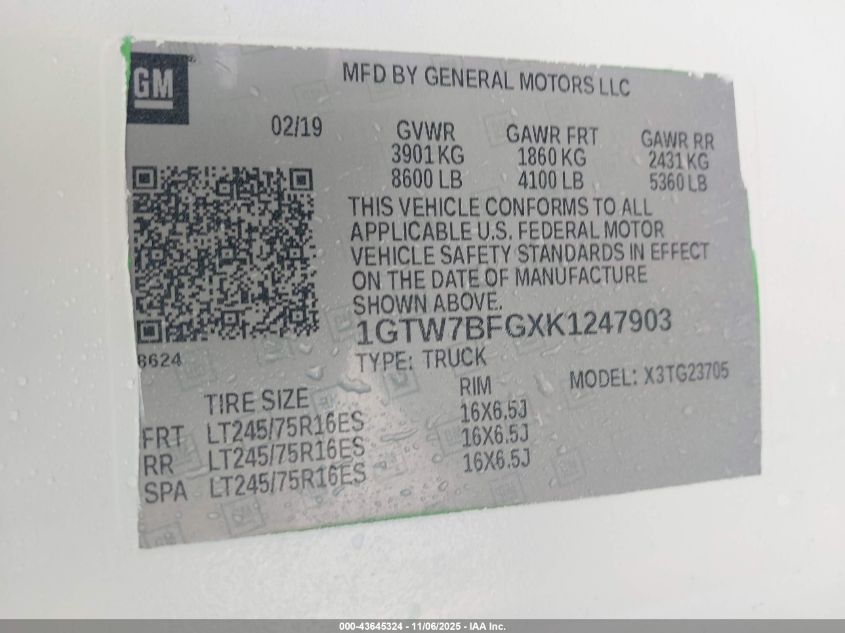 GM
MFD BY GENERAL MOTORS LLC
02/19 GVWR GAWR FRT GAWR RR
3901 KG 1860 KG 2431 KG
8600 LB 4100 LB 5360 LB
THIS VEHICLE CONFORMS TO ALL
APPLICABLE U.S. FEDERAL MOTOR
VEHICLE SAFETY STANDARDS IN EFFECT
ON THE DATE OF MANUFACTURE
SHOWN ABOVE.
1GTW7BFGXK1247903
8624 TYPE: TRUCK MODEL: X3TG23705
TIRE SIZE RIM
FRT LT245/75R16ES 16X6.5J
RR LT245/75R16ES 16X6.5J
SPA LT245/75R16ES 16X6.5J
000-43645324 - 11/06/2025 - IAA Inc.